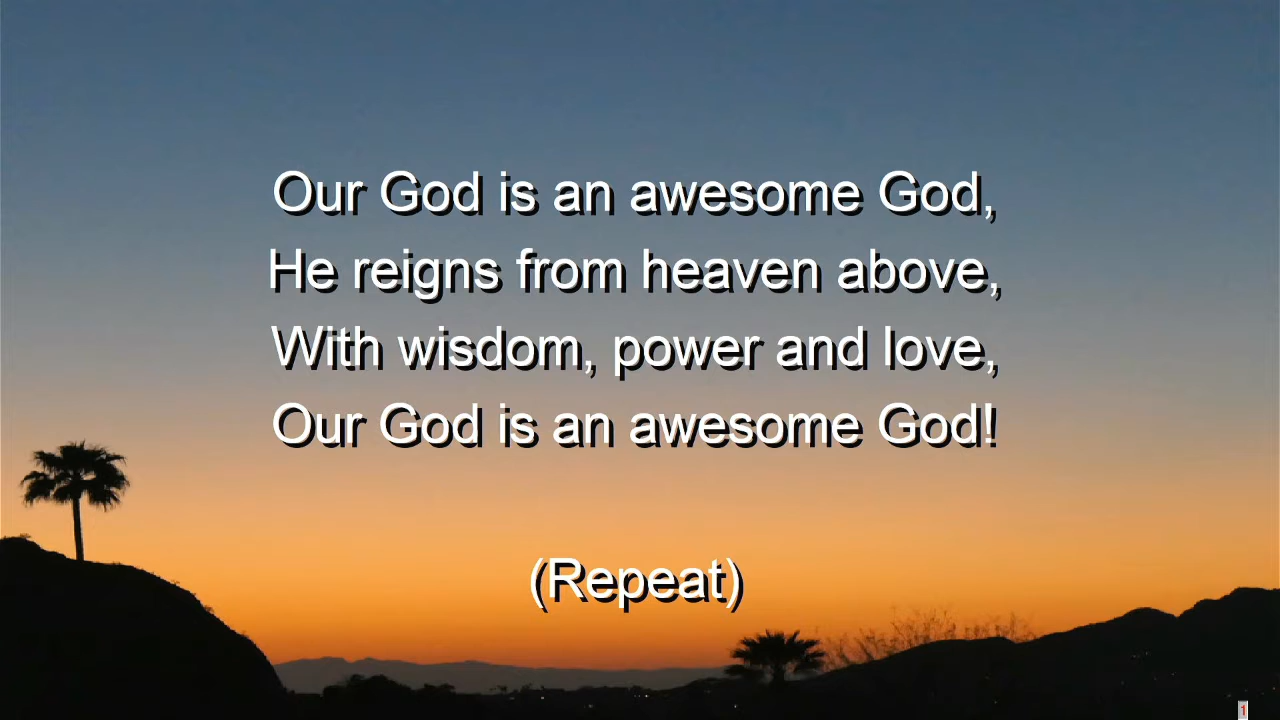 Our God is an awesome God,
He reigns from heaven above,
With wisdom, power and love,
Our God is an awesome God!
(Repeat)
1